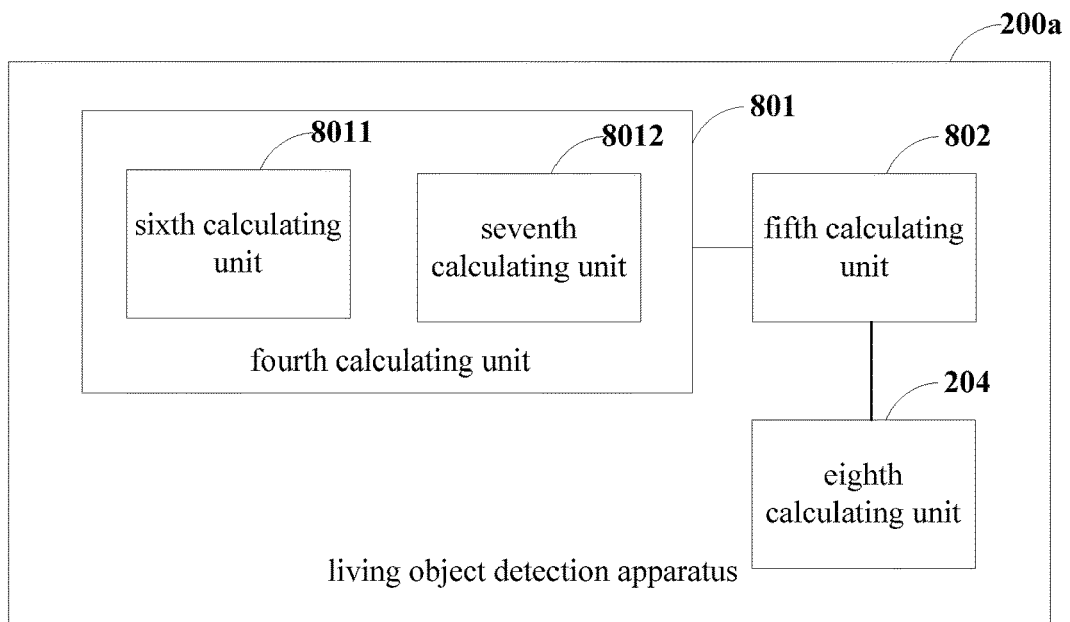 200a
801
8011
8012
802
sixth calculating
unit
seventh
calculating unit
fifth calculating
unit
fourth calculating unit
204
eighth
calculating unit
living object detection apparatus